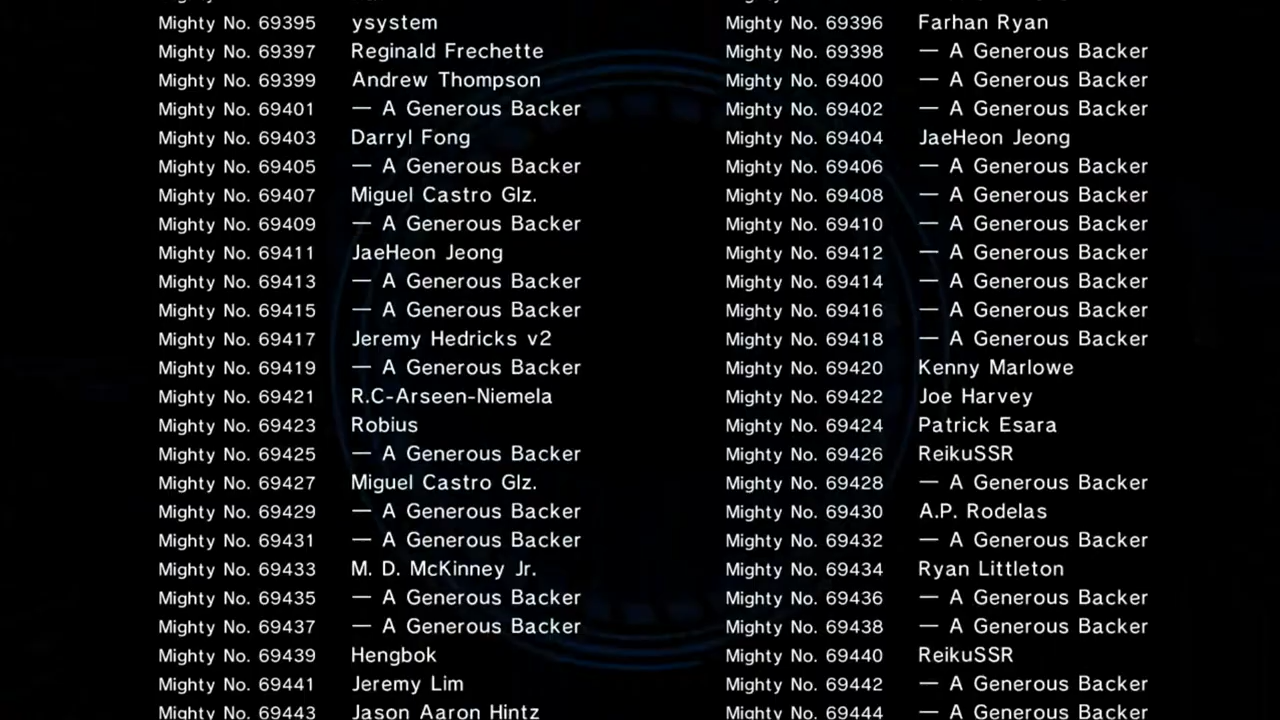 Mighty No. 69395 ysystem Mighty No. 69396 Farhan Ryan
Mighty No. 69397 Reginald Frechette Mighty No. 69398 — A Generous Backer
Mighty No. 69399 Andrew Thompson Mighty No. 69400 — A Generous Backer
Mighty No. 69401 — A Generous Backer Mighty No. 69402 — A Generous Backer
Mighty No. 69403 Darryl Fong Mighty No. 69404 JaeHeon Jeong
Mighty No. 69405 — A Generous Backer Mighty No. 69406 — A Generous Backer
Mighty No. 69407 Miguel Castro Glz. Mighty No. 69408 — A Generous Backer
Mighty No. 69409 — A Generous Backer Mighty No. 69410 — A Generous Backer
Mighty No. 69411 JaeHeon Jeong Mighty No. 69412 — A Generous Backer
Mighty No. 69413 — A Generous Backer Mighty No. 69414 — A Generous Backer
Mighty No. 69415 — A Generous Backer Mighty No. 69416 — A Generous Backer
Mighty No. 69417 Jeremy Hedricks v2 Mighty No. 69418 — A Generous Backer
Mighty No. 69419 — A Generous Backer Mighty No. 69420 Kenny Marlowe
Mighty No. 69421 R.C-Arseen-Niemela Mighty No. 69422 Joe Harvey
Mighty No. 69423 Robius Mighty No. 69424 Patrick Esara
Mighty No. 69425 — A Generous Backer Mighty No. 69426 ReikuSSR
Mighty No. 69427 Miguel Castro Glz. Mighty No. 69428 — A Generous Backer
Mighty No. 69429 — A Generous Backer Mighty No. 69430 A.P. Rodelas
Mighty No. 69431 — A Generous Backer Mighty No. 69432 — A Generous Backer
Mighty No. 69433 M. D. McKinney Jr. Mighty No. 69434 Ryan Littleton
Mighty No. 69435 — A Generous Backer Mighty No. 69436 — A Generous Backer
Mighty No. 69437 — A Generous Backer Mighty No. 69438 — A Generous Backer
Mighty No. 69439 Hengbok Mighty No. 69440 ReikuSSR
Mighty No. 69441 Jeremy Lim Mighty No. 69442 — A Generous Backer
Mighty No. 69443 Jason Aaron Hintz Mighty No. 69444 — A Generous Backer